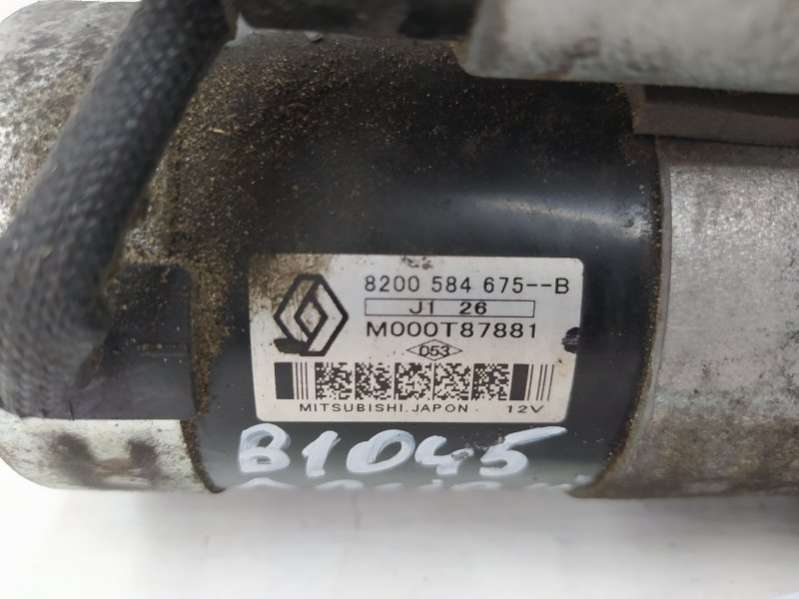 8200 584 675--B
J1 26
M000T87881
D53
MITSUBISHI.JAPON. 12V
B1045